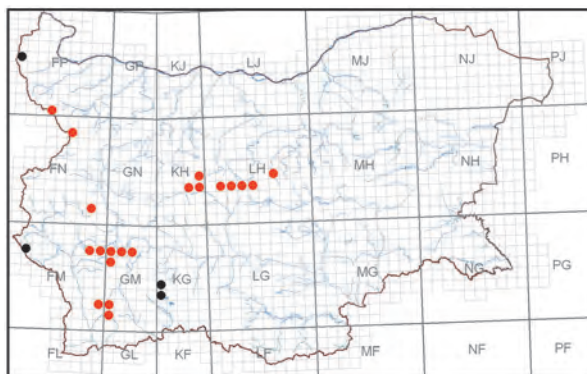 FP GP KJ LJ MJ NJ PJ
FN GN KH LH MH NH PH
FM GM KG LG MG NG PG
FL GL KF LF MF NF PF